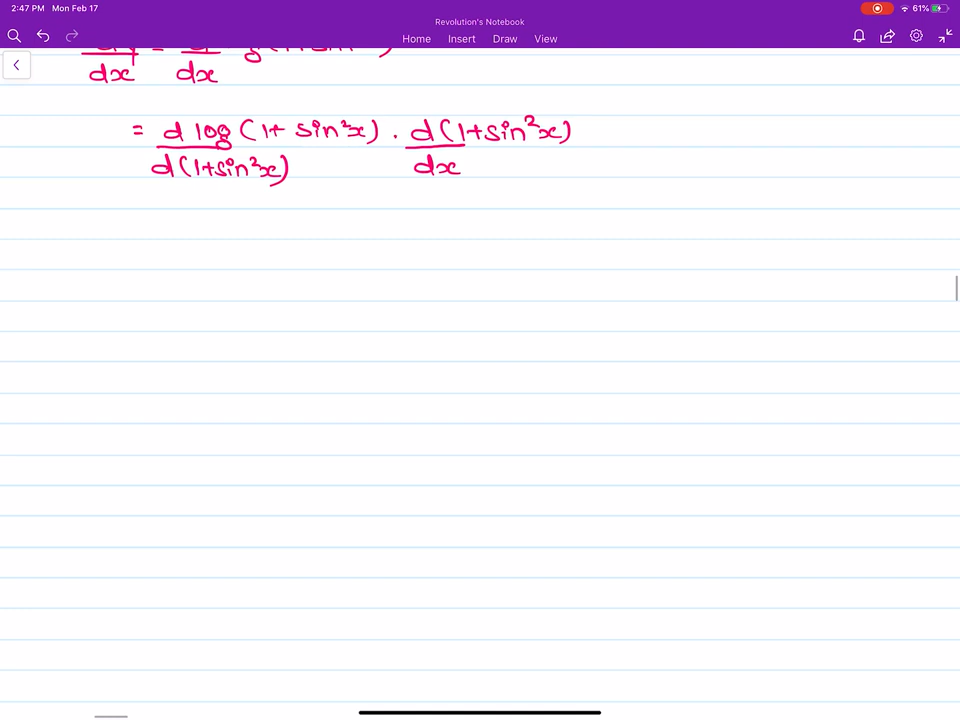 2:47 PM Mon Feb 17
61%
Revolution's Notebook
Home Insert Draw View
dx dx
= d log (1+ sin²x) . d(1+sin²x)
d(1+sin²x) dx